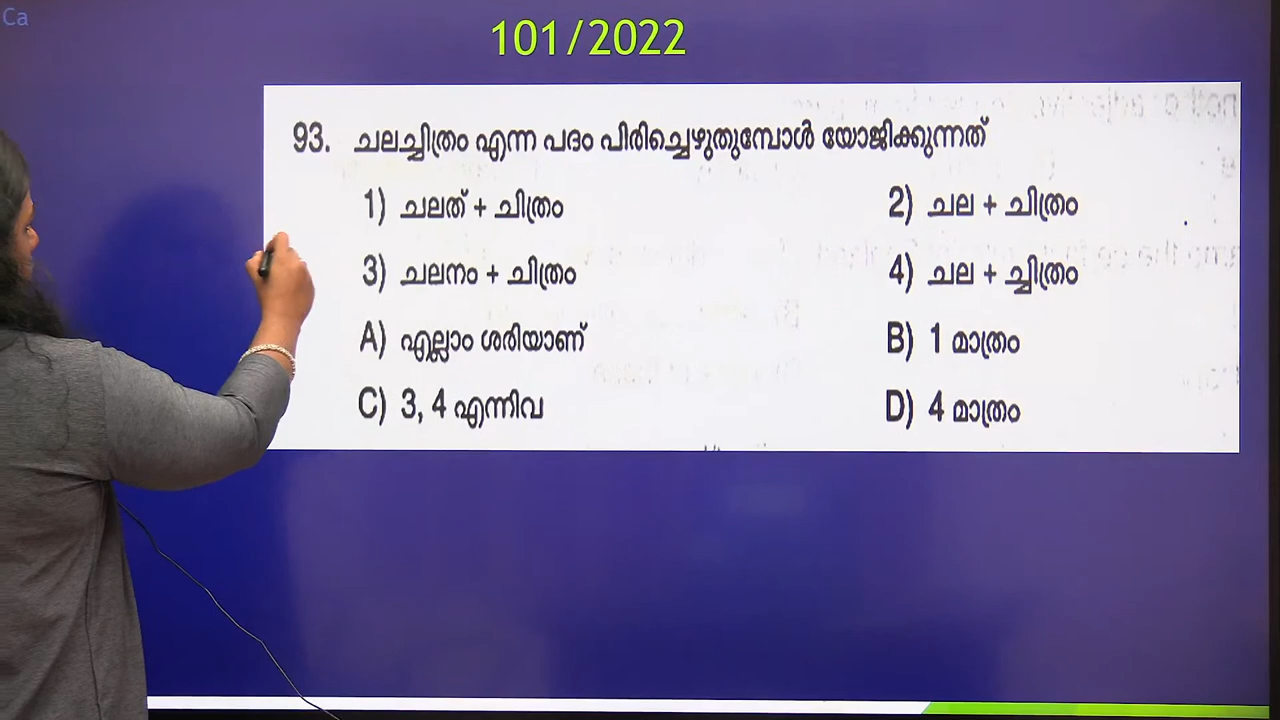 Ca
101/2022
93. ചലച്ചിത്രം എന്ന പദം പിരിച്ചെഴുതുമ്പോൾ യോജിക്കുന്നത്
1) ചലത് + ചിത്രം 2) ചല + ചിത്രം
3) ചലനം + ചിത്രം 4) ചല + ച്ചിത്രം
A) എല്ലാം ശരിയാണ് B) 1 മാത്രം
C) 3, 4 എന്നിവ D) 4 മാത്രം